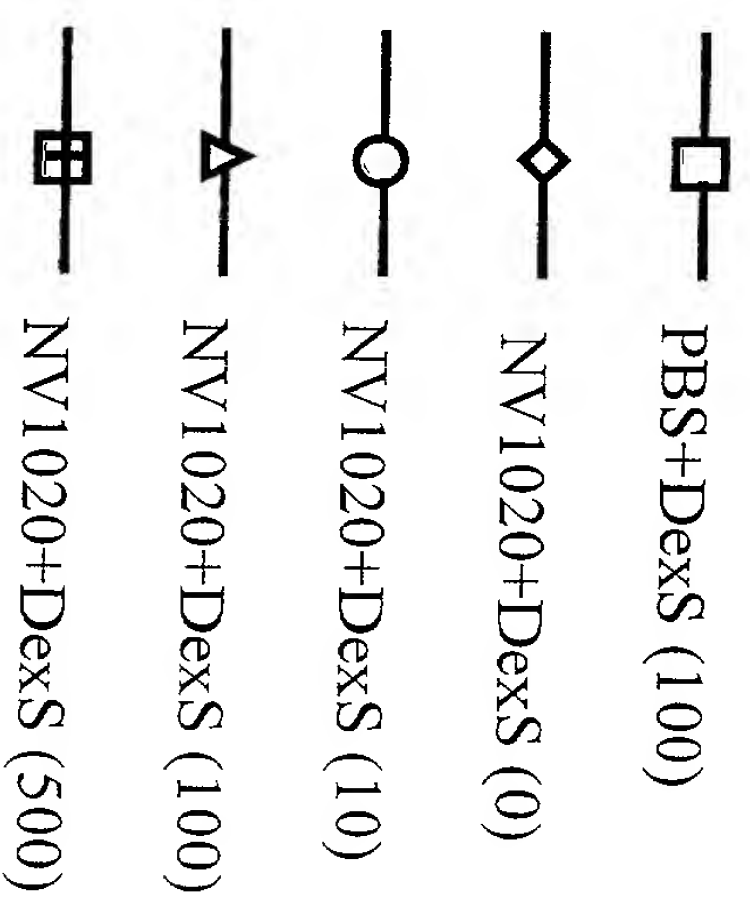 PBS+DexS (100)
NV1020+DexS (0)
NV1020+DexS (10)
NV1020+DexS (100)
NV1020+DexS (500)